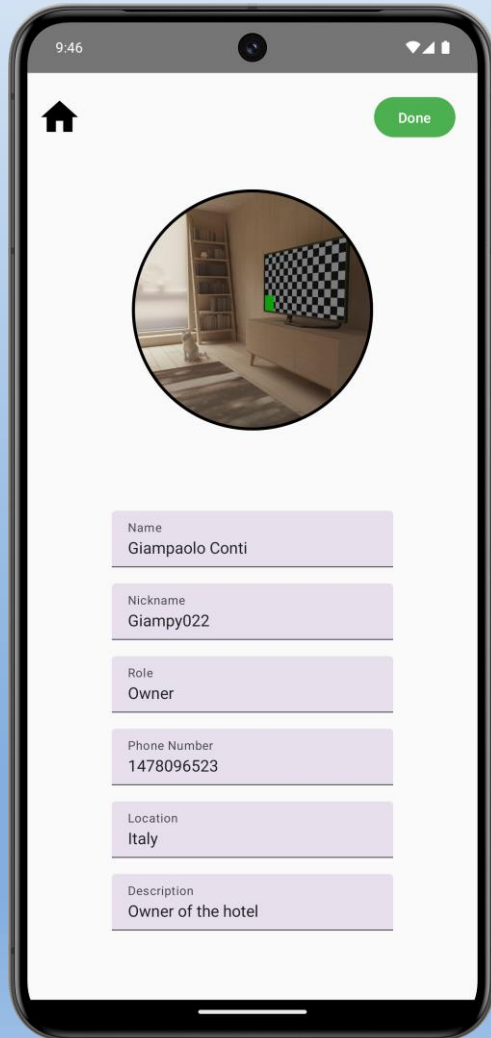 9:46
Done
Name
Giampaolo Conti
Nickname
Giampy022
Role
Owner
Phone Number
1478096523
Location
Italy
Description
Owner of the hotel